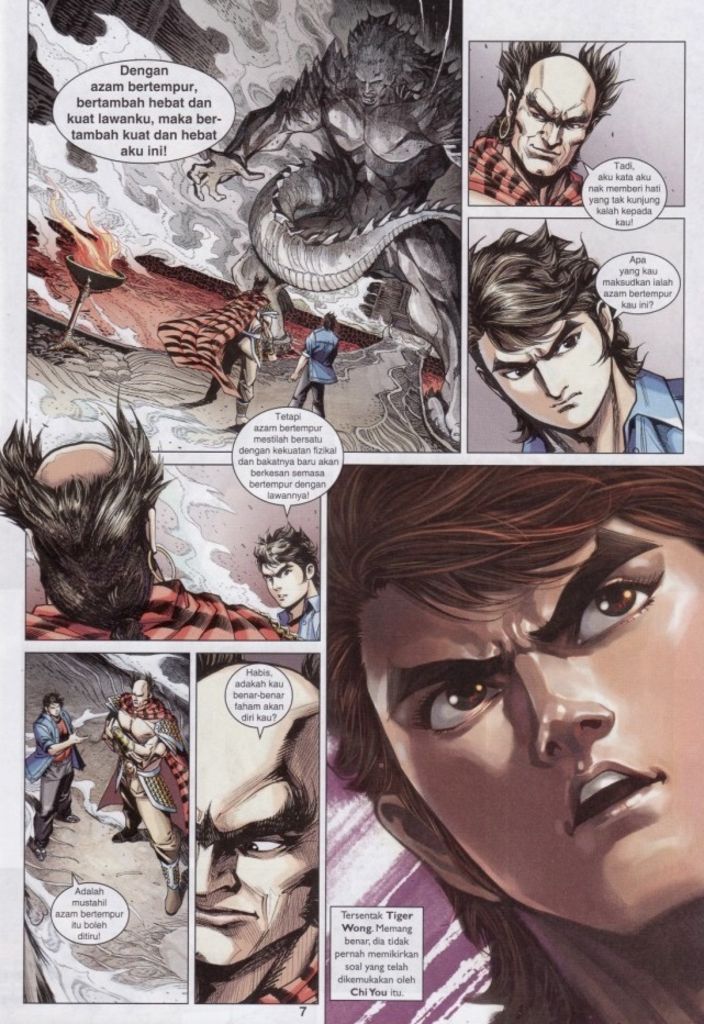 Dengan
azam bertempur,
bertambah hebat dan
kuat lawanku, maka ber-
tambah kuat dan hebat
aku ini!
Tadi,
aku kata aku
nak memberi hati
yang tak kunjung
kalah kepada
kau!
Apa
yang kau
maksudkan ialah
azam bertempur
kau ini?
Tetapi
azam bertempur
mestilah bersatu
dengan kekuatan fizikal
dan bakatnya baru akan
berkesan semasa
bertempur dengan
lawannya!
Adalah
mustahil
azam bertempur
itu boleh
ditiru!
Habis,
adakah kau
benar-benar
faham akan
diri kau?
Tersentak Tiger
Wong. Memang
benar, dia tidak
pernah memikirkan
soal yang telah
dikemukakan oleh
Chi You itu.
7